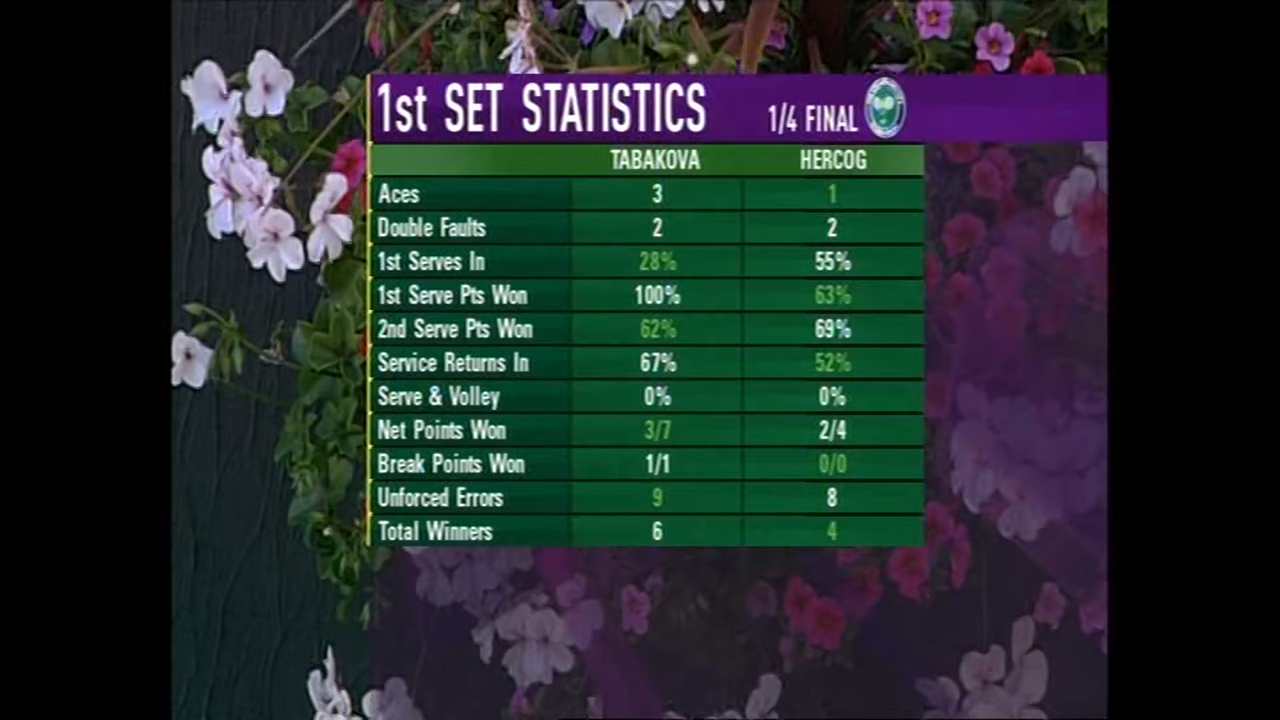 1st SET STATISTICS 1/4 FINAL
TABAKOVA HERCOG
Aces 3 1
Double Faults 2 2
1st Serves In 28% 55%
1st Serve Pts Won 100% 63%
2nd Serve Pts Won 62% 69%
Service Returns In 67% 52%
Serve & Volley 0% 0%
Net Points Won 3/7 2/4
Break Points Won 1/1 0/0
Unforced Errors 9 8
Total Winners 6 4